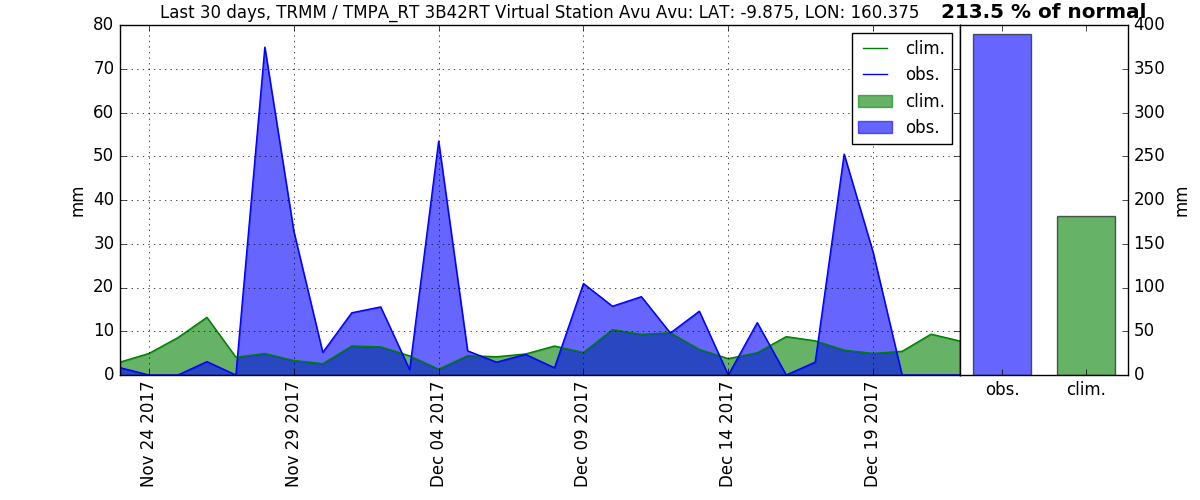 Last 30 days, TRMM / TMPA_RT 3B42RT Virtual Station Avu Avu: LAT: -9.875, LON: 160.375
213.5 % of normal
80
70
60
50
40
30
20
10
0
mm
clim.
obs.
clim.
obs.
400
350
300
250
200
150
100
50
0
mm
Nov 24 2017
Nov 29 2017
Dec 04 2017
Dec 09 2017
Dec 14 2017
Dec 19 2017
obs.
clim.